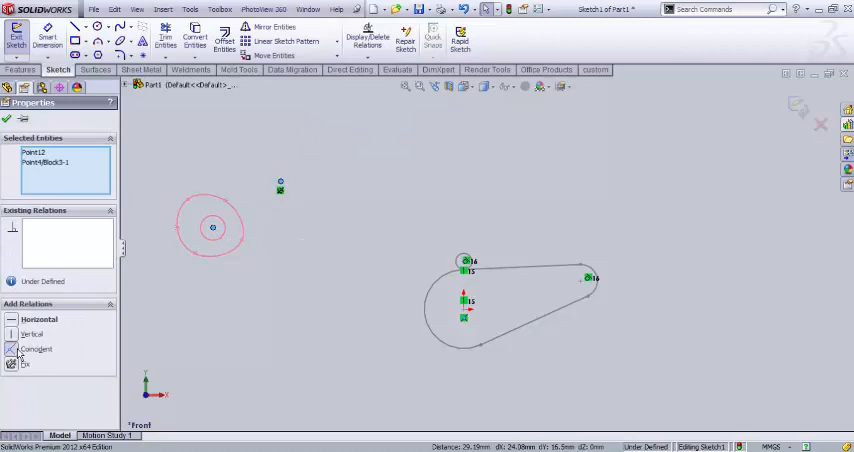 SOLIDWORKS File Edit View Insert Tools Toolbox PhotoView 360 Window Help Sketch1 of Part1 * Search Commands
Exit Sketch Smart Dimension Trim Entities Convert Entities Offset Entities Mirror Entities Linear Sketch Pattern Move Entities Display/Delete Relations Repair Sketch Quick Snaps Rapid Sketch
Features Sketch Surfaces Sheet Metal Weldments Mold Tools Data Migration Direct Editing Evaluate DimXpert Render Tools Office Products custom
Part1 (Default<<Default>_...
Properties ?
Selected Entities
Point12
Point4/Block3-1
Existing Relations
Under Defined
Add Relations
Horizontal
Vertical
Coincident
Fix
16
15
16
15
Y
X
*Front
Model Motion Study 1
SolidWorks Premium 2012 x64 Edition Distance: 29.19mm dX: 24.08mm dY: 16.5mm dZ: 0mm Under Defined Editing Sketch1 MMGS